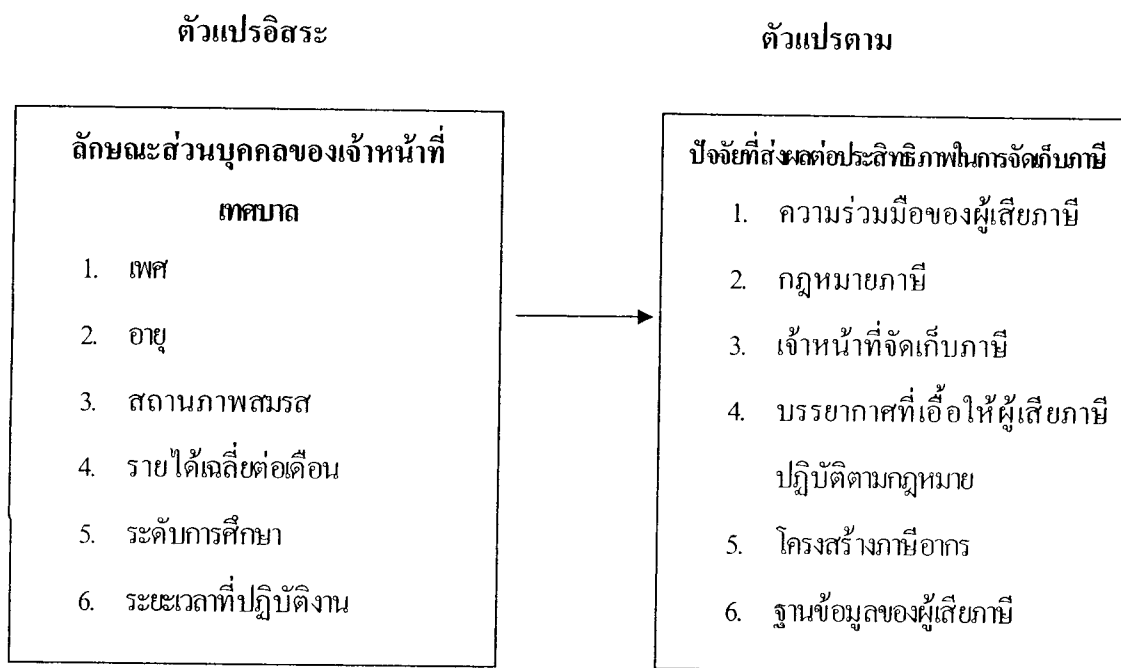 ตัวแปรอิสระ
ตัวแปรตาม
ลักษณะส่วนบุคคลของเจ้าหน้าที่
เทศบาล
1. เพศ
2. อายุ
3. สถานภาพสมรส
4. รายได้เฉลี่ยต่อเดือน
5. ระดับการศึกษา
6. ระยะเวลาที่ปฏิบัติงาน
ปัจจัยที่ส่งผลต่อประสิทธิภาพในการจัดเก็บภาษี
1. ความร่วมมือของผู้เสียภาษี
2. กฎหมายภาษี
3. เจ้าหน้าที่จัดเก็บภาษี
4. บรรยากาศที่เอื้อให้ผู้เสียภาษี
ปฏิบัติตามกฎหมาย
5. โครงสร้างภาษีอากร
6. ฐานข้อมูลของผู้เสียภาษี